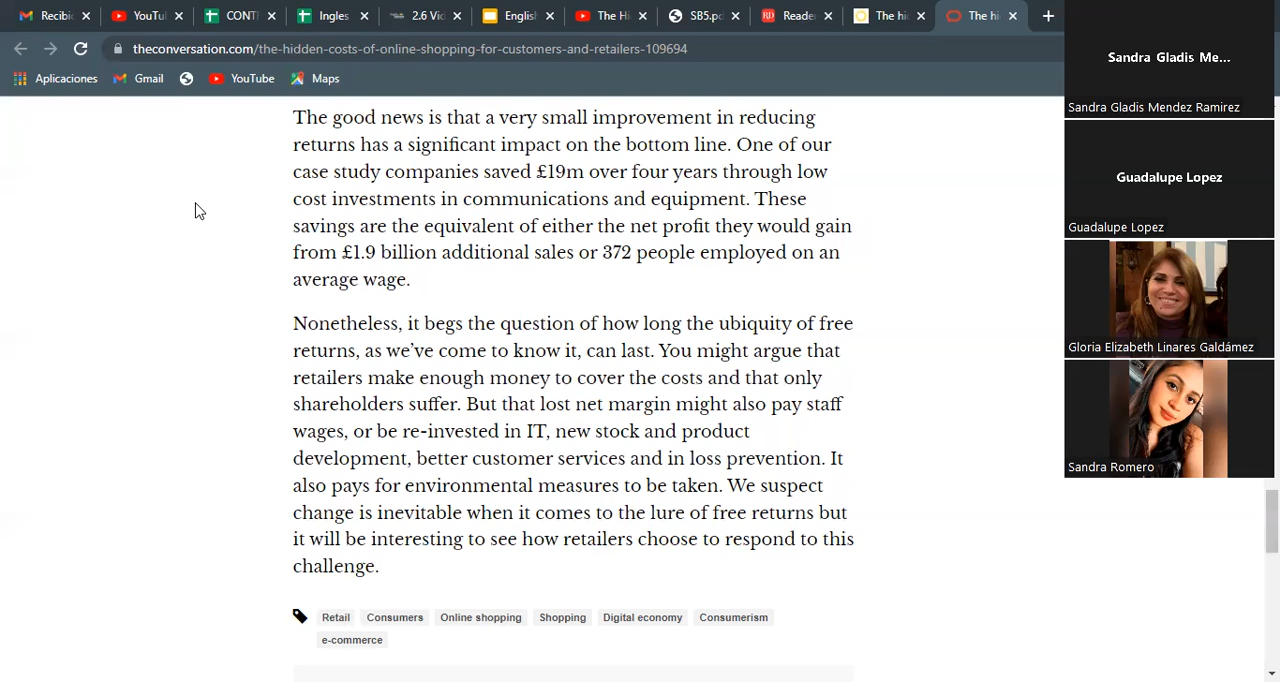 Recibi
YouTu
CONT
Ingles
2.6 Vid
English
The Hi
SB5.pd
Reade
The hi
The hi
theconversation.com/the-hidden-costs-of-online-shopping-for-customers-and-retailers-109694
Aplicaciones
Gmail
YouTube
Maps
The good news is that a very small improvement in reducing
returns has a significant impact on the bottom line. One of our
case study companies saved £19m over four years through low
cost investments in communications and equipment. These
savings are the equivalent of either the net profit they would gain
from £1.9 billion additional sales or 372 people employed on an
average wage.
Nonetheless, it begs the question of how long the ubiquity of free
returns, as we’ve come to know it, can last. You might argue that
retailers make enough money to cover the costs and that only
shareholders suffer. But that lost net margin might also pay staff
wages, or be re-invested in IT, new stock and product
development, better customer services and in loss prevention. It
also pays for environmental measures to be taken. We suspect
change is inevitable when it comes to the lure of free returns but
it will be interesting to see how retailers choose to respond to this
challenge.
Retail
Consumers
Online shopping
Shopping
Digital economy
Consumerism
e-commerce
Sandra Gladis Me...
Sandra Gladis Mendez Ramirez
Guadalupe Lopez
Guadalupe Lopez
Gloria Elizabeth Linares Galdámez
Sandra Romero